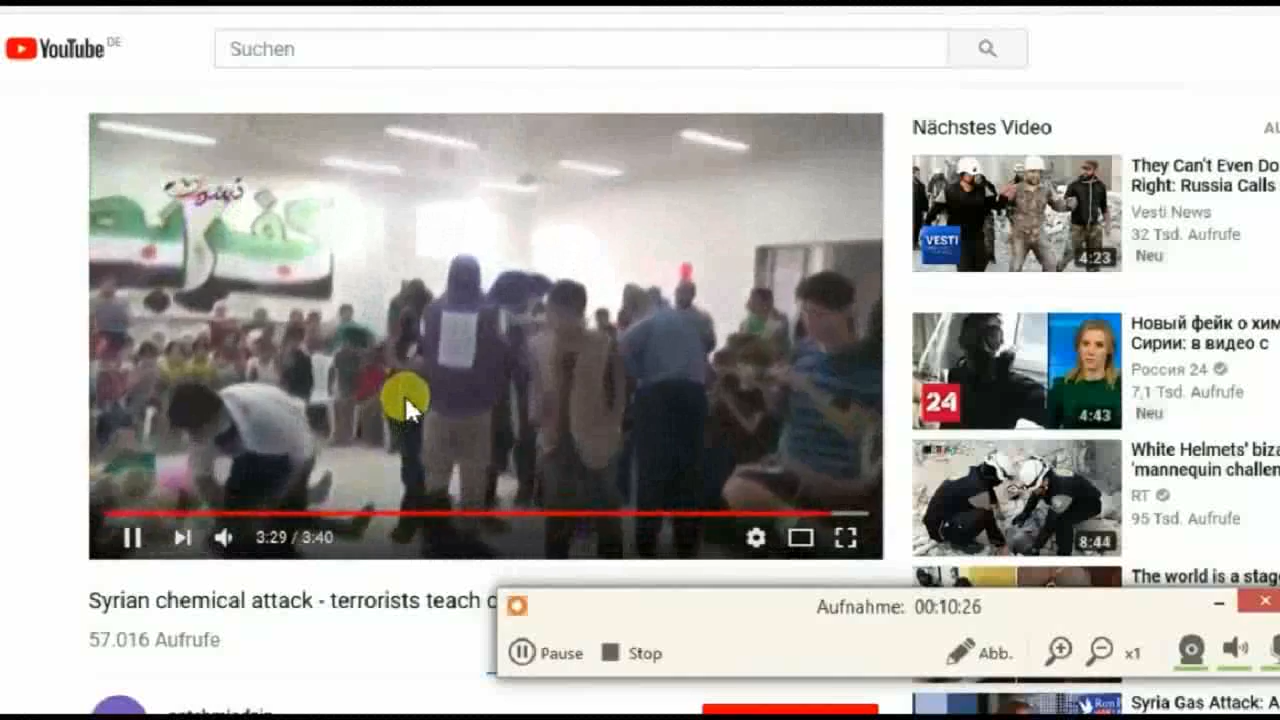 YouTube DE
Suchen
نبوت
كفر
3:29 / 3:40
Syrian chemical attack - terrorists teach
57.016 Aufrufe
Nächstes Video
They Can't Even Do
Right: Russia Calls
Vesti News
32 Tsd. Aufrufe
Neu
VESTI
4:23
Новый фейк о хим
Сирии: в видео с
Россия 24
7,1 Tsd. Aufrufe
Neu
24
4:43
White Helmets' biza
'mannequin challen
RT
95 Tsd. Aufrufe
8:44
The world is a stag
Aufnahme: 00:10:26
Pause
Stop
Abb.
x1
Syria Gas Attack: A